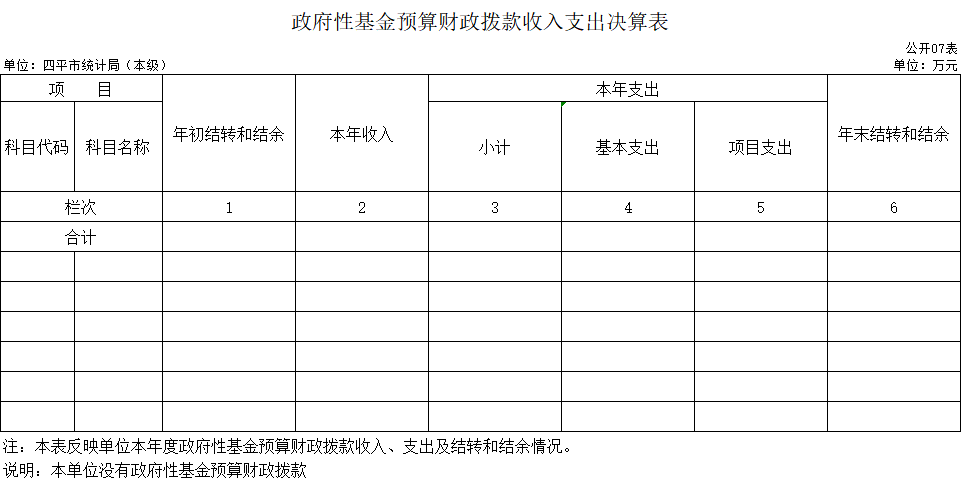 政府性基金预算财政拨款收入支出决算表
公开07表
单位：四平市统计局（本级） 单位：万元
项 目 年初结转和结余 本年收入 本年支出 年末结转和结余
科目代码 科目名称 小计 基本支出 项目支出
栏次 1 2 3 4 5 6
合计
注：本表反映单位本年度政府性基金预算财政拨款收入、支出及结转和结余情况。
说明：本单位没有政府性基金预算财政拨款